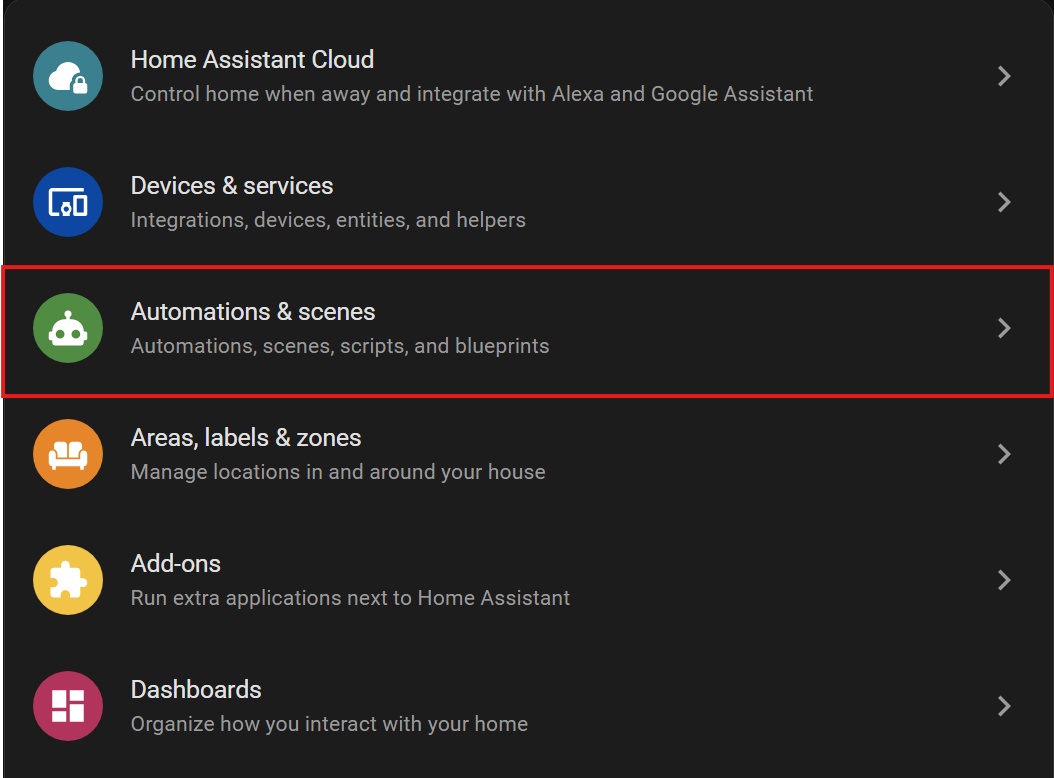 Home Assistant Cloud
Control home when away and integrate with Alexa and Google Assistant
Devices & services
Integrations, devices, entities, and helpers
Automations & scenes
Automations, scenes, scripts, and blueprints
Areas, labels & zones
Manage locations in and around your house
Add-ons
Run extra applications next to Home Assistant
Dashboards
Organize how you interact with your home